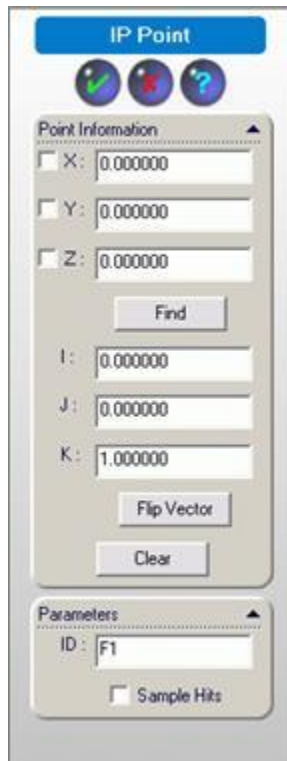 IP Point
?
Point Information
X: 0.000000
Y: 0.000000
Z: 0.000000
Find
I: 0.000000
J: 0.000000
K: 1.000000
Flip Vector
Clear
Parameters
ID: F1
Sample Hits